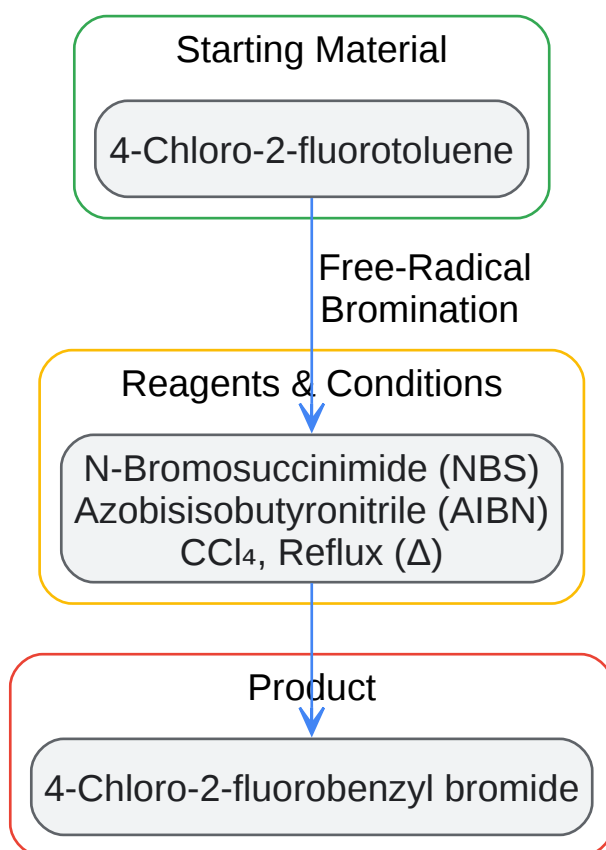 Starting Material
4-Chloro-2-fluorotoluene
Free-Radical
Bromination
Reagents & Conditions
N-Bromosuccinimide (NBS)
Azobisisobutyronitrile (AIBN)
CCl₄, Reflux (Δ)
Product
4-Chloro-2-fluorobenzyl bromide